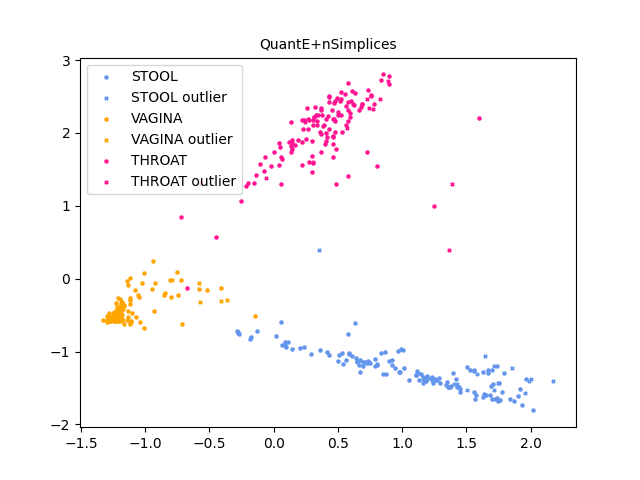 QuantE+nSimplices
3
2
1
0
−1
−2
STOOL
STOOL outlier
VAGINA
VAGINA outlier
THROAT
THROAT outlier
−1.5 −1.0 −0.5 0.0 0.5 1.0 1.5 2.0